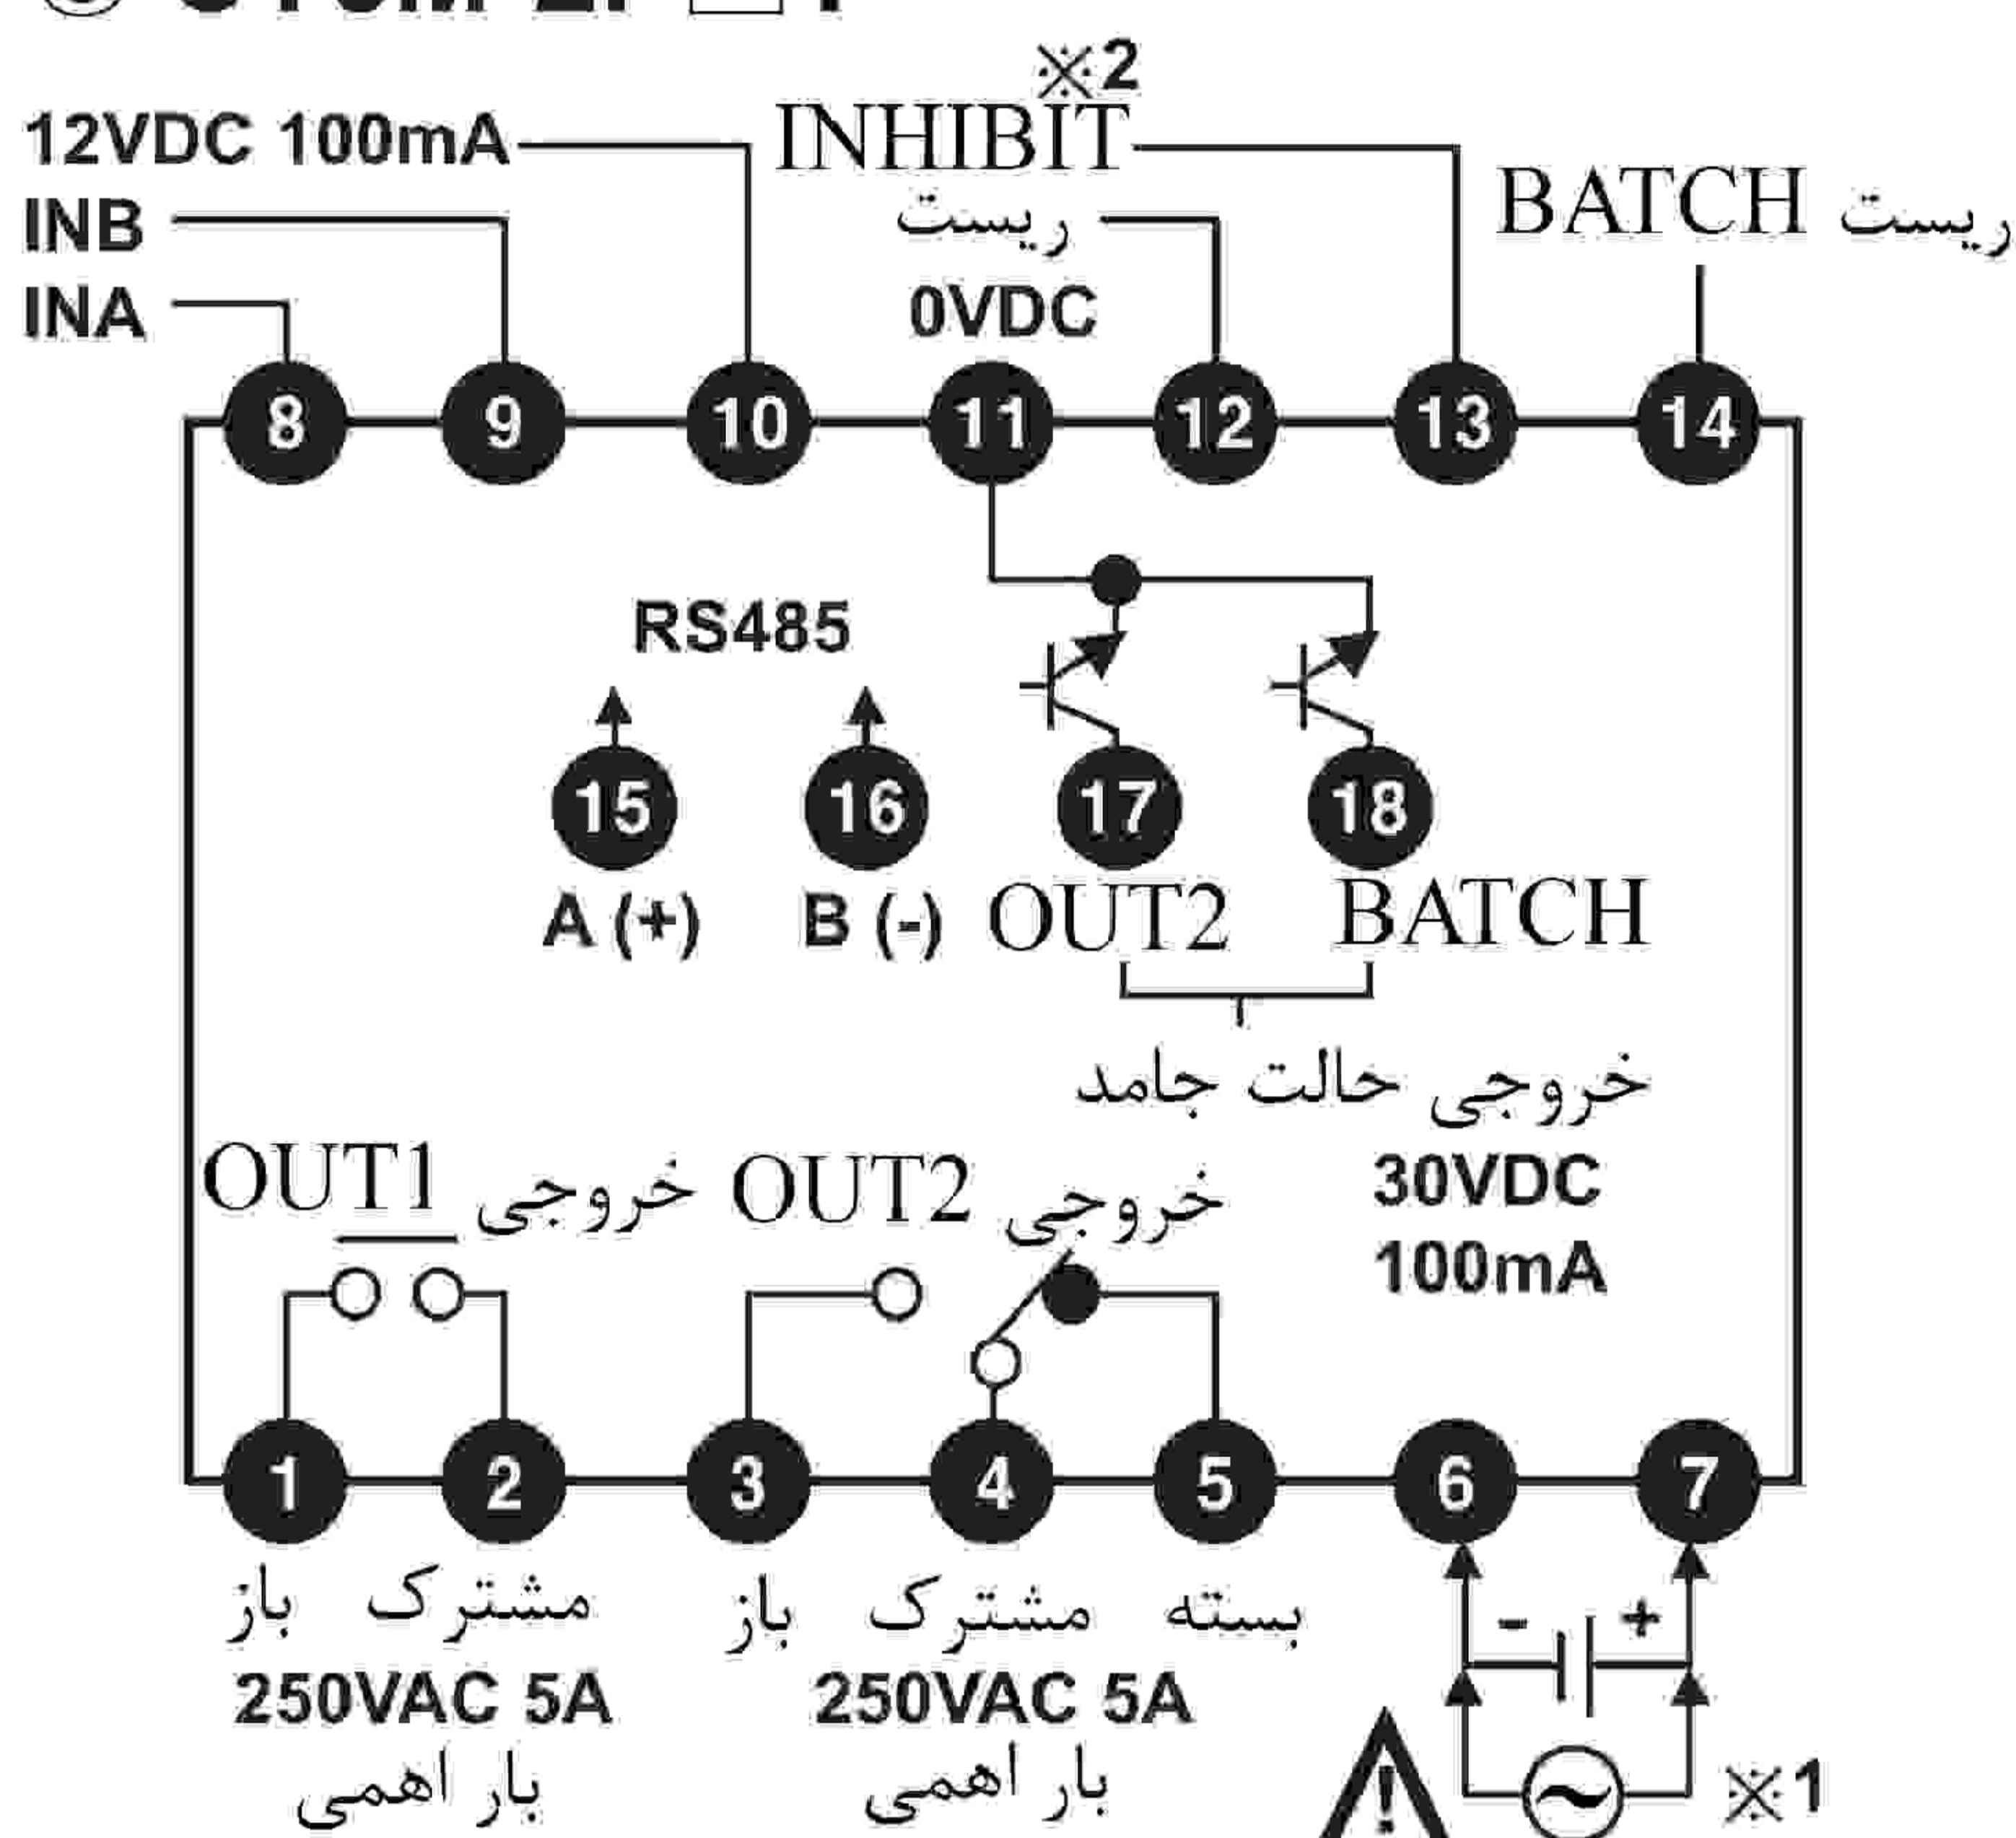 ※2
12VDC 100mA
INHIBIT
INB
ریست
BATCH ریست
INA
0VDC
8 9 10 11 12 13 14
RS485
15 16 17 18
A (+) B (-) OUT2 BATCH
خروجی حالت جامد
30VDC
100mA
OUT1 خروجی
OUT2 خروجی
1 2 3 4 5 6 7
باز مشترک
باز مشترک بسته
- +
250VAC 5A
250VAC 5A
بار اهمی
بار اهمی
!
~
※1